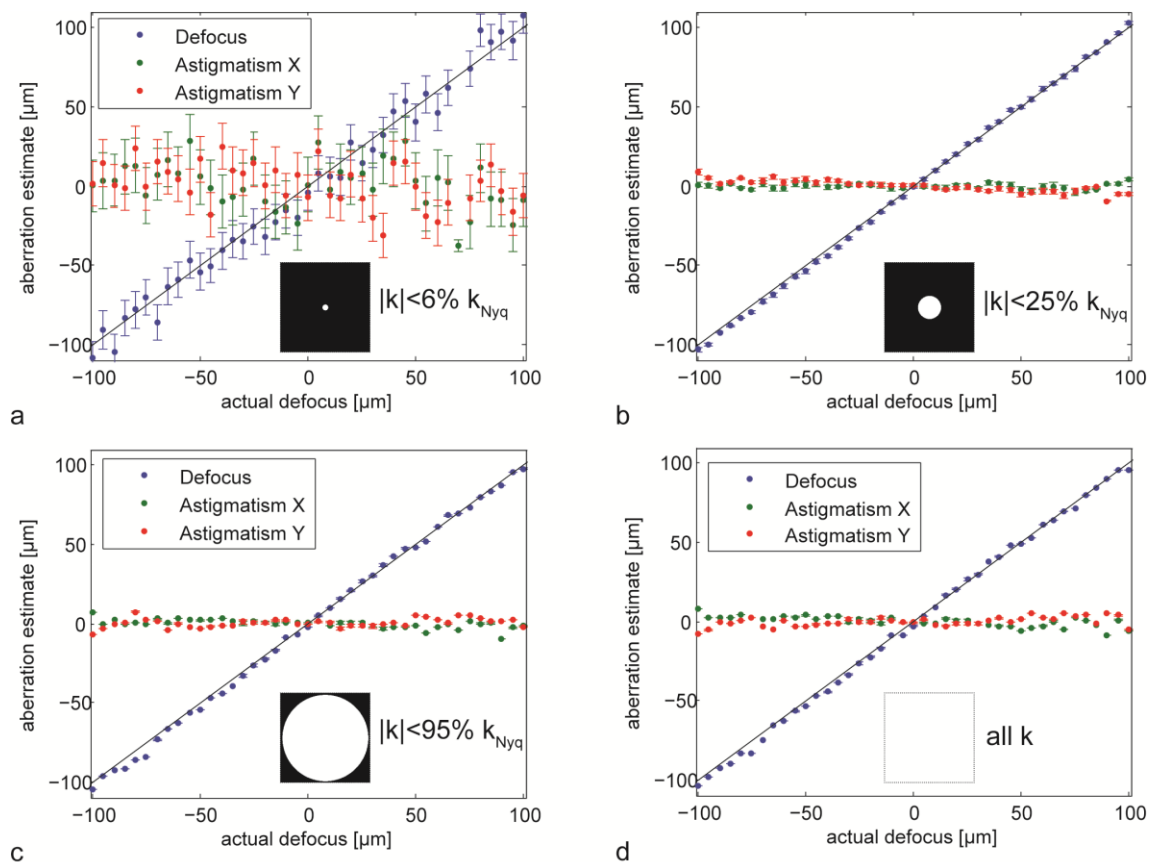 100
50
0
−50
−100
aberration estimate [µm]
Defocus
Astigmatism X
Astigmatism Y
|k|<6% kNyq
−100 −50 0 50 100
actual defocus [µm]
a
100
50
0
−50
−100
aberration estimate [µm]
|k|<25% kNyq
−100 −50 0 50 100
actual defocus [µm]
b
100
50
0
−50
−100
aberration estimate [µm]
Defocus
Astigmatism X
Astigmatism Y
|k|<95% kNyq
−100 −50 0 50 100
actual defocus [µm]
c
100
50
0
−50
−100
aberration estimate [µm]
Defocus
Astigmatism X
Astigmatism Y
all k
−100 −50 0 50 100
actual defocus [µm]
d